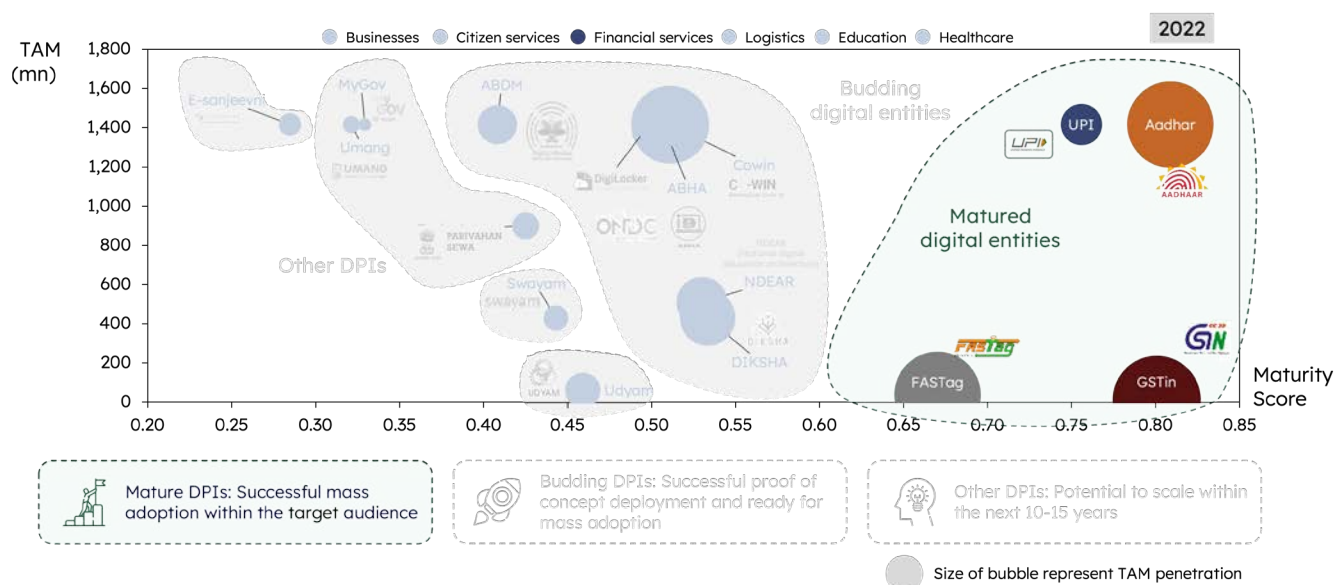 2022
TAM
(mn)
Businesses
Citizen services
Financial services
Logistics
Education
Healthcare
1,800
1,600
1,400
1,200
1,000
800
600
400
200
0
E-sanjeevni
MyGov
Umang
UMANG
ABDM
DigiLocker
ABHA
Cowin
WIN
Budding
digital entities
UPI
UPI
Aadhar
AADHAAR
Matured
digital entities
Other DPIs
PARIVAHAN
SEWA
ONDC
NDEAR
Swayam
swayam
DIKSHA
DIKSHA
UDYAM
Udyam
FASTag
FASTag
GSTN
GSTin
Maturity
Score
0.20
0.25
0.30
0.35
0.40
0.45
0.50
0.55
0.60
0.65
0.70
0.75
0.80
0.85
Mature DPIs: Successful mass
adoption within the target audience
Budding DPIs: Successful proof of
concept deployment and ready for
mass adoption
Other DPIs: Potential to scale within
the next 10-15 years
Size of bubble represent TAM penetration